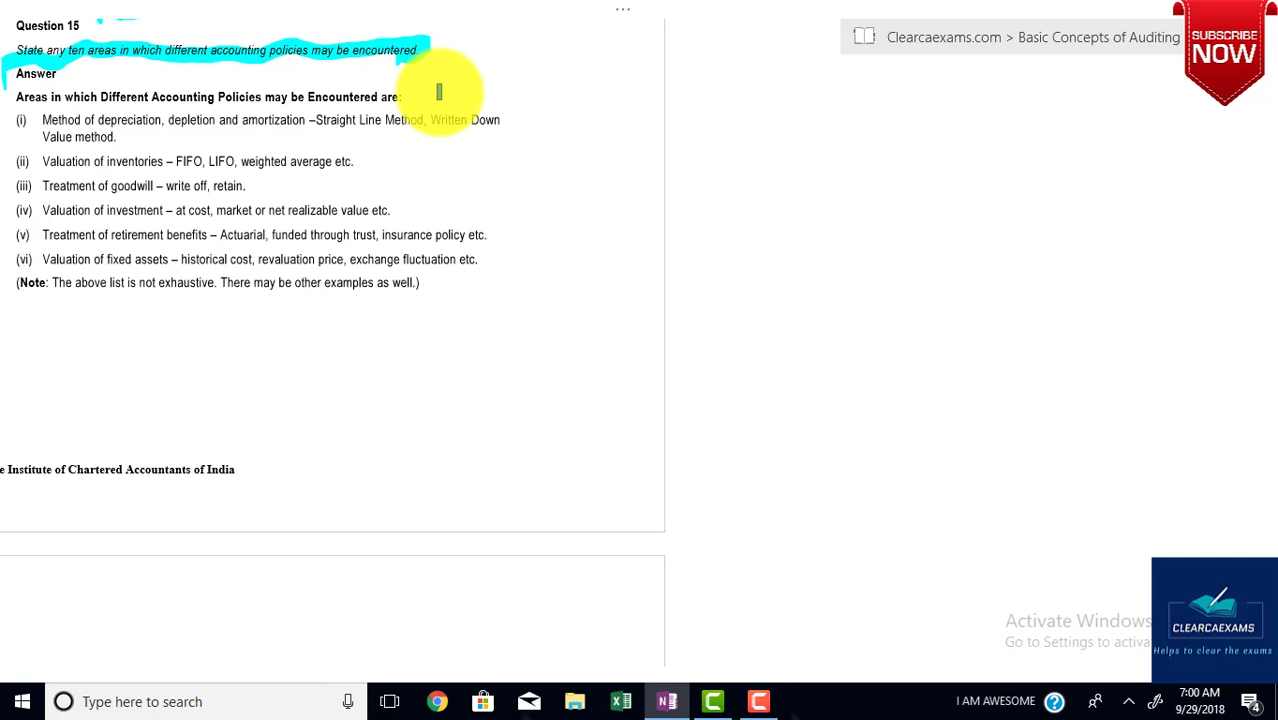 ...
Question 15
State any ten areas in which different accounting policies may be encountered.
Answer
Areas in which Different Accounting Policies may be Encountered are:
(i) Method of depreciation, depletion and amortization –Straight Line Method, Written Down
Value method.
(ii) Valuation of inventories – FIFO, LIFO, weighted average etc.
(iii) Treatment of goodwill – write off, retain.
(iv) Valuation of investment – at cost, market or net realizable value etc.
(v) Treatment of retirement benefits – Actuarial, funded through trust, insurance policy etc.
(vi) Valuation of fixed assets – historical cost, revaluation price, exchange fluctuation etc.
(Note: The above list is not exhaustive. There may be other examples as well.)
e Institute of Chartered Accountants of India
Clearcaexams.com > Basic Concepts of Auditing
SUBSCRIBE
NOW
Activate Windows
Go to Settings to activa
CLEARCAEXAMS
Helps to clear the exams
Type here to search
I AM AWESOME
7:00 AM
9/29/2018
4